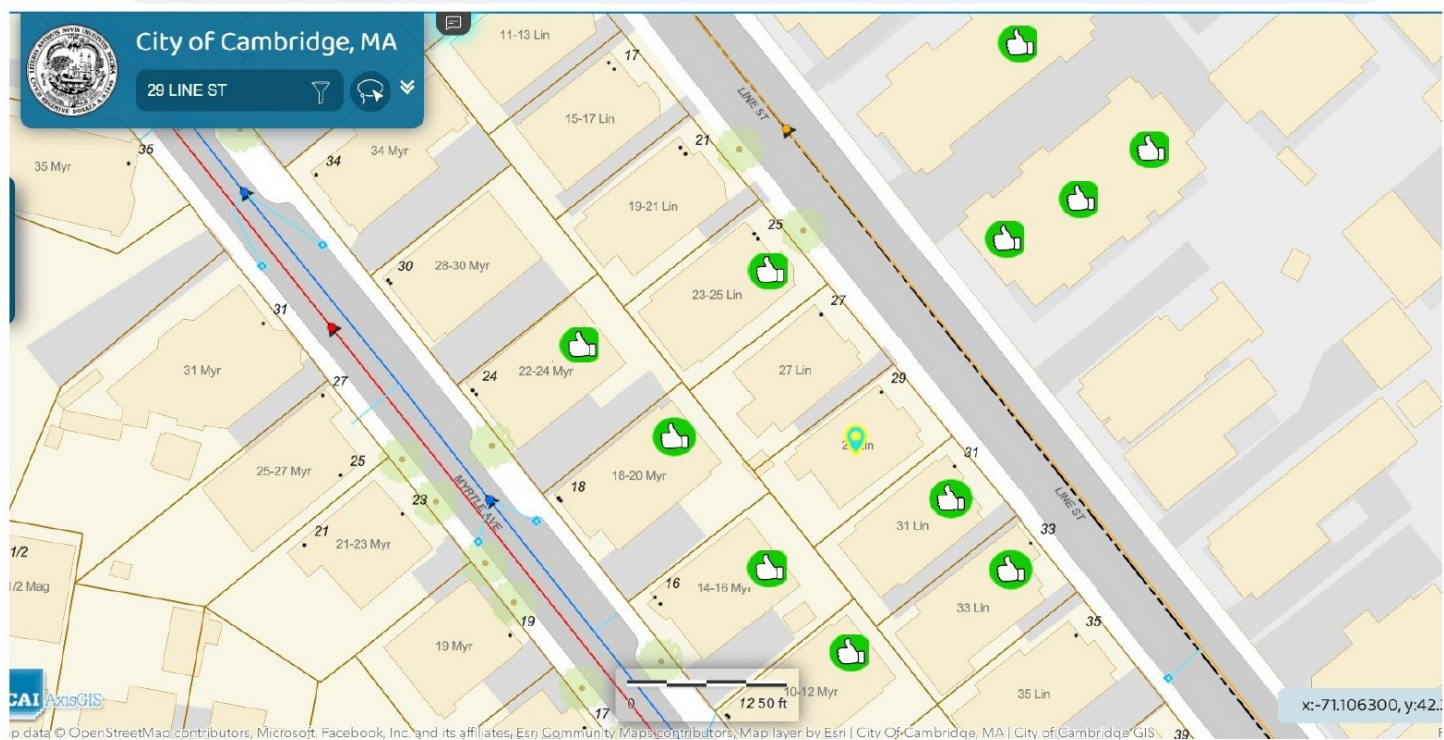 City of Cambridge, MA
29 LINE ST
11-13 Lin
17
15-17 Lin
LINE ST
21
19-21 Lin
25
23-25 Lin
27
27 Lin
29
31
31 Lin
33
33 Lin
35
35 Lin
39
LINE ST
35
35 Myr
34
34 Myr
30
28-30 Myr
31
31 Myr
24
22-24 Myr
27
25-27 Myr
25
18
18-20 Myr
MYRTLE AVE
23
21
21-23 Myr
16
14-16 Myr
19
19 Myr
10-12 Myr
17
1/2
1/2 Mag
0
12 50 ft
CAI AxisGIS
x:-71.106300, y:42.
p data © OpenStreetMap contributors, Microsoft, Facebook, Inc. and its affiliates, Esri Community Maps contributors, Map layer by Esri | City Of Cambridge, MA | City of Cambridge GIS